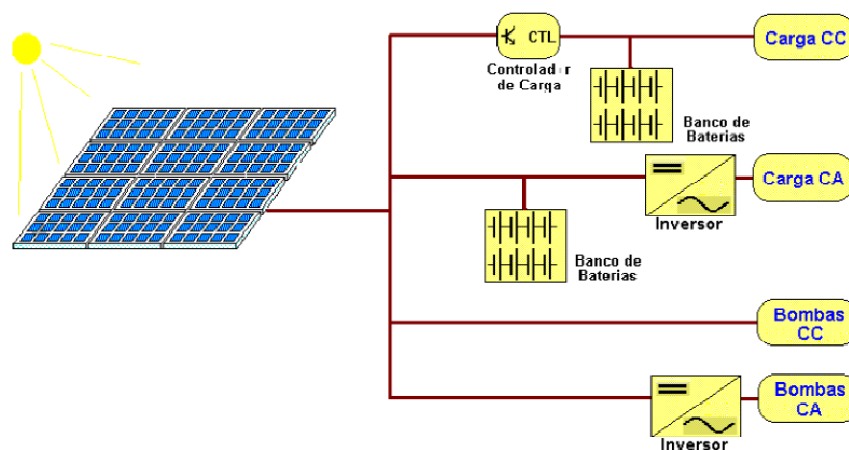 CTL
Carga CC
Controlador
de Carga
Banco de
Baterias
Carga CA
Inversor
Banco de
Baterias
Bombas
CC
Bombas
CA
Inversor